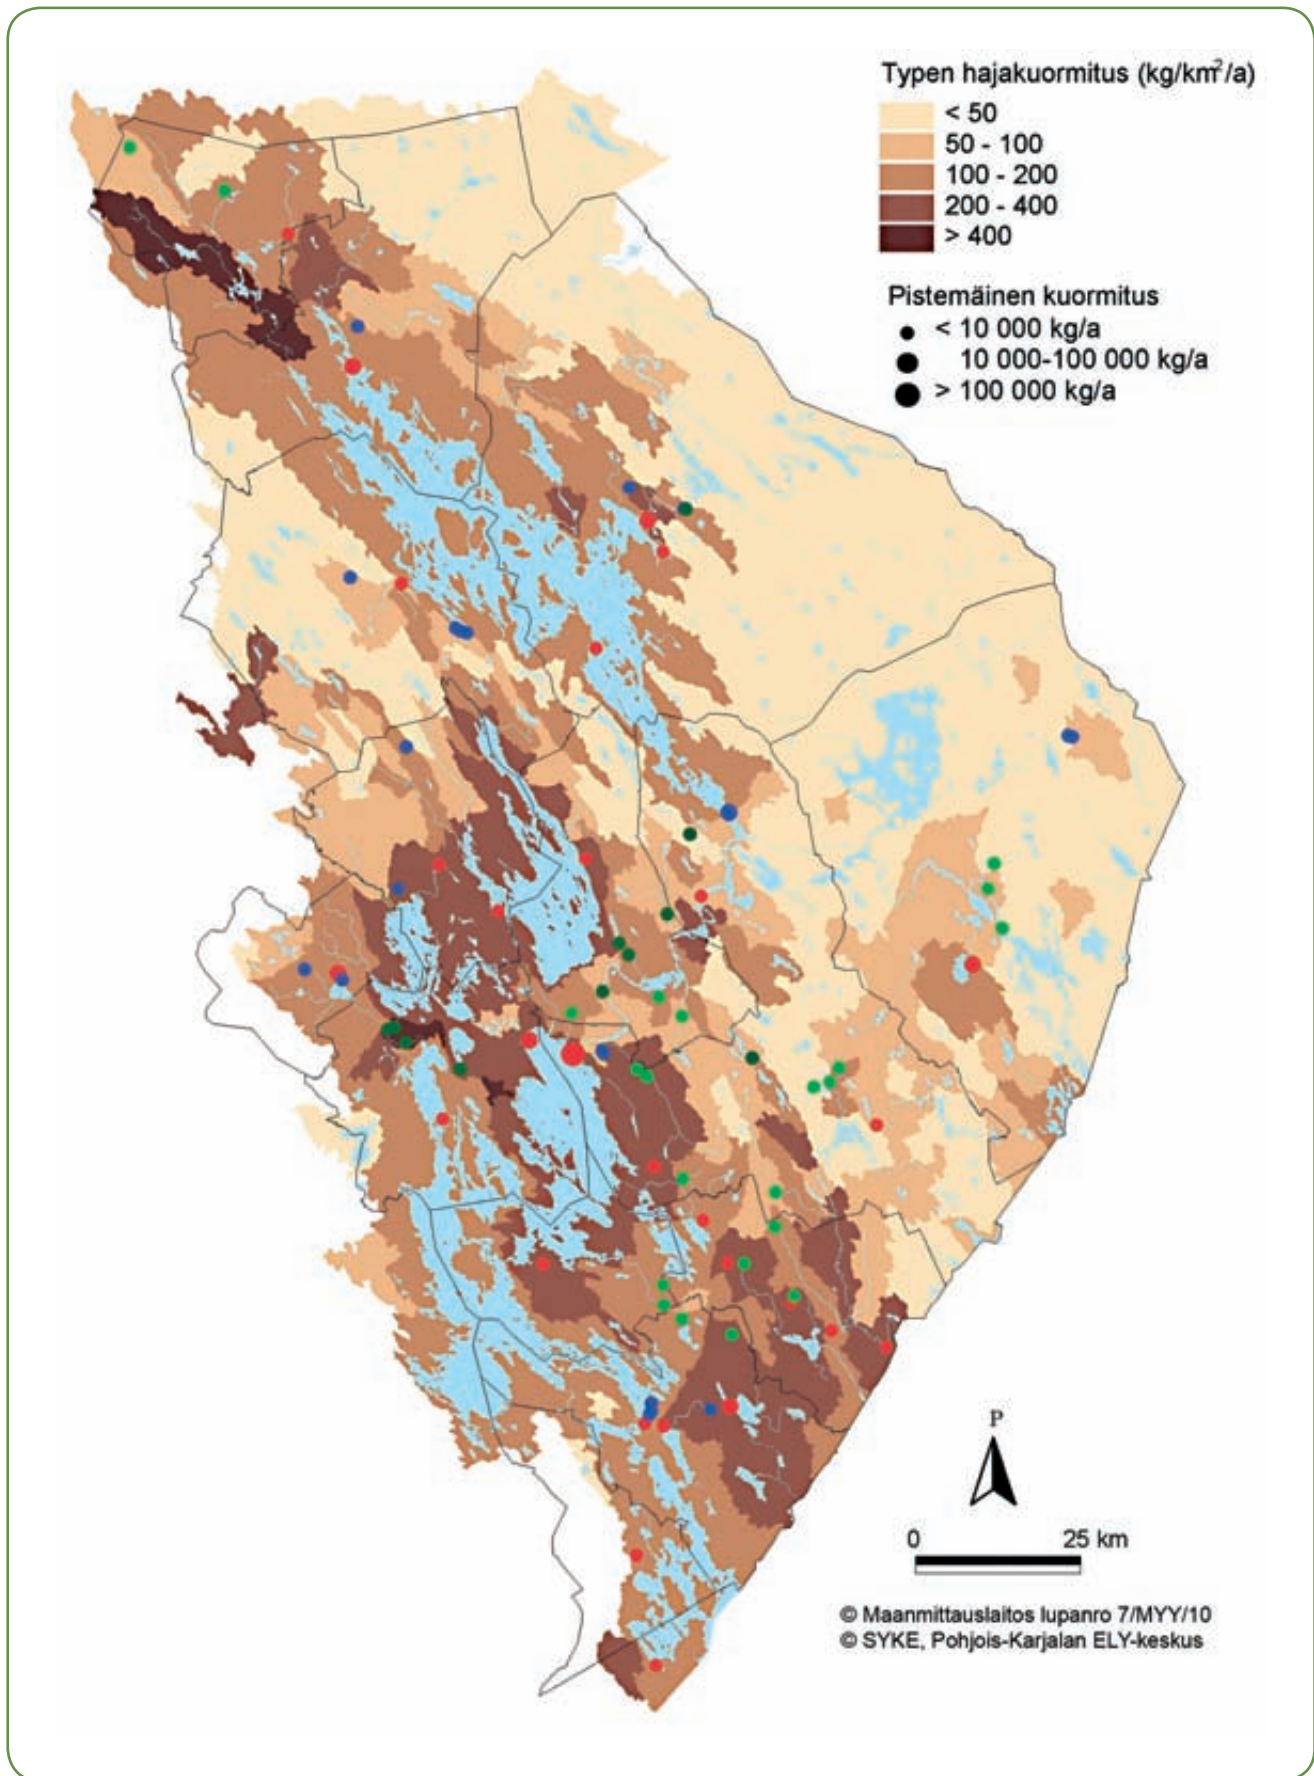 Typen hajakuormitus (kg/km²/a)
< 50
50 - 100
100 - 200
200 - 400
> 400
Pistemäinen kuormitus
< 10 000 kg/a
10 000-100 000 kg/a
> 100 000 kg/a
P
0 25 km
© Maanmittauslaitos lupanro 7/MYY/10
© SYKE, Pohjois-Karjalan ELY-keskus